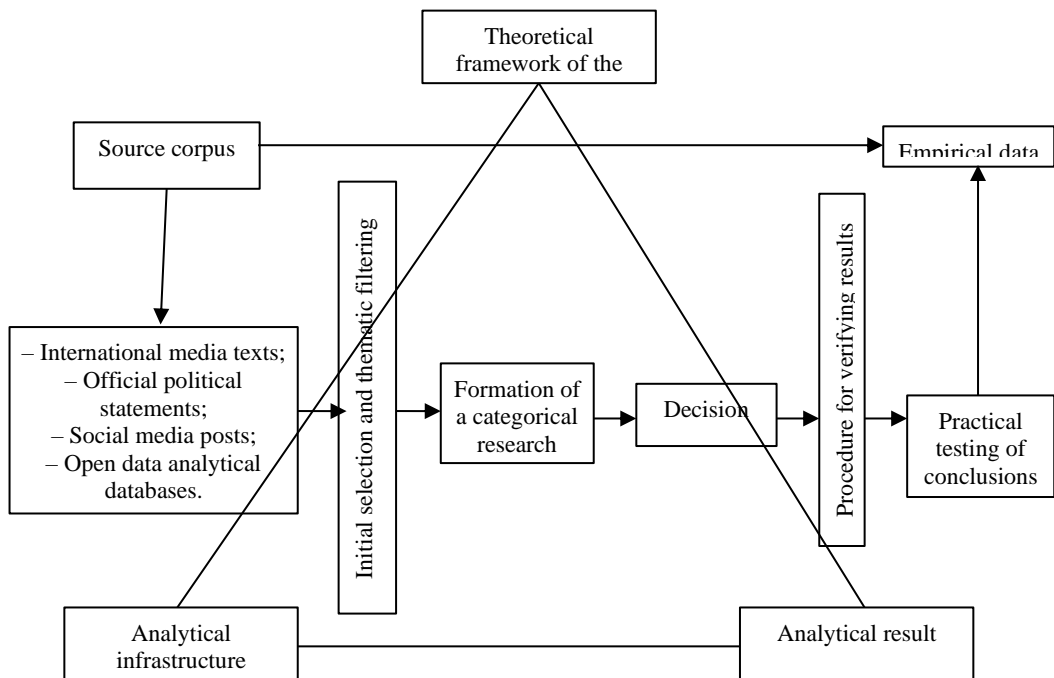 Theoretical
framework of the
Source corpus
Empirical data
– International media texts;
– Official political
statements;
– Social media posts;
– Open data analytical
databases.
Initial selection and thematic filtering
Formation of
a categorical
research
Decision
Procedure for verifying results
Practical
testing of
conclusions
Analytical
infrastructure
Analytical result